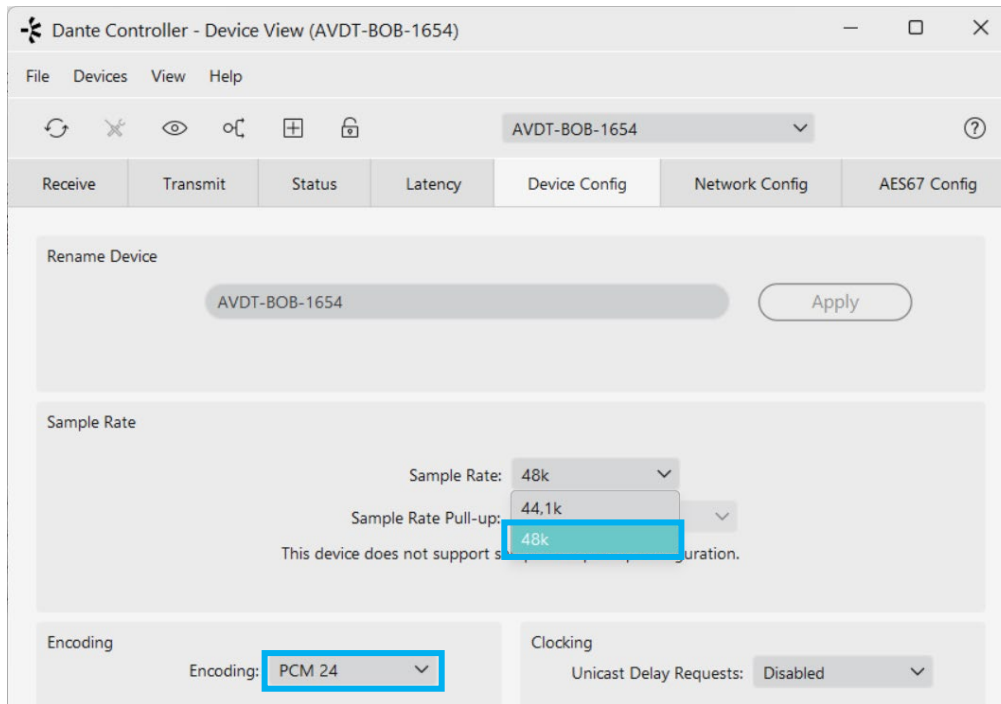 Dante Controller - Device View (AVDT-BOB-1654)
File Devices View Help
AVDT-BOB-1654
Receive Transmit Status Latency Device Config Network Config AES67 Config
Rename Device
AVDT-BOB-1654 Apply
Sample Rate
Sample Rate: 48k
44,1k
Sample Rate Pull-up:
48k
This device does not support
Encoding
Encoding: PCM 24
Clocking
Unicast Delay Requests: Disabled